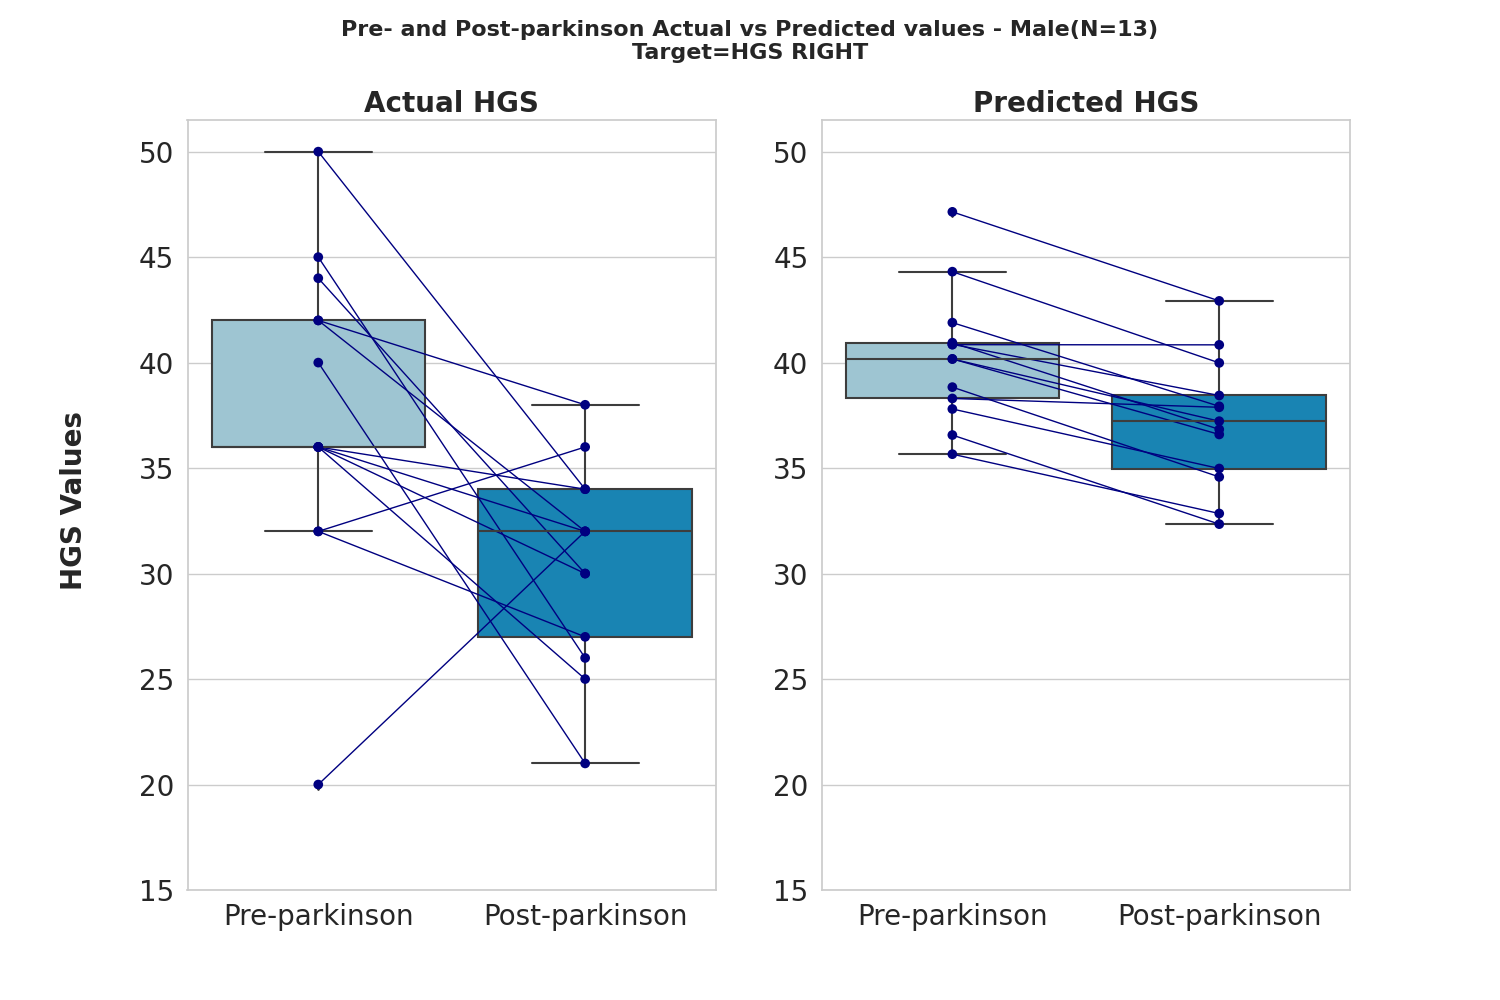 Pre- and Post-parkinson Actual vs Predicted values - Male(N=13)
Target=HGS RIGHT
Actual HGS
Predicted HGS
HGS Values
50
45
40
35
30
25
20
15
Pre-parkinson
Post-parkinson
50
45
40
35
30
25
20
15
Pre-parkinson
Post-parkinson